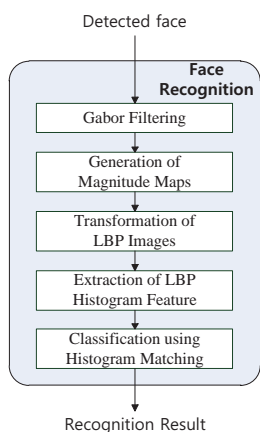 Detected face
Face
Recognition
Gabor Filtering
Generation of
Magnitude Maps
Transformation of
LBP Images
Extraction of LBP
Histogram Feature
Classification using
Histogram Matching
Recognition Result